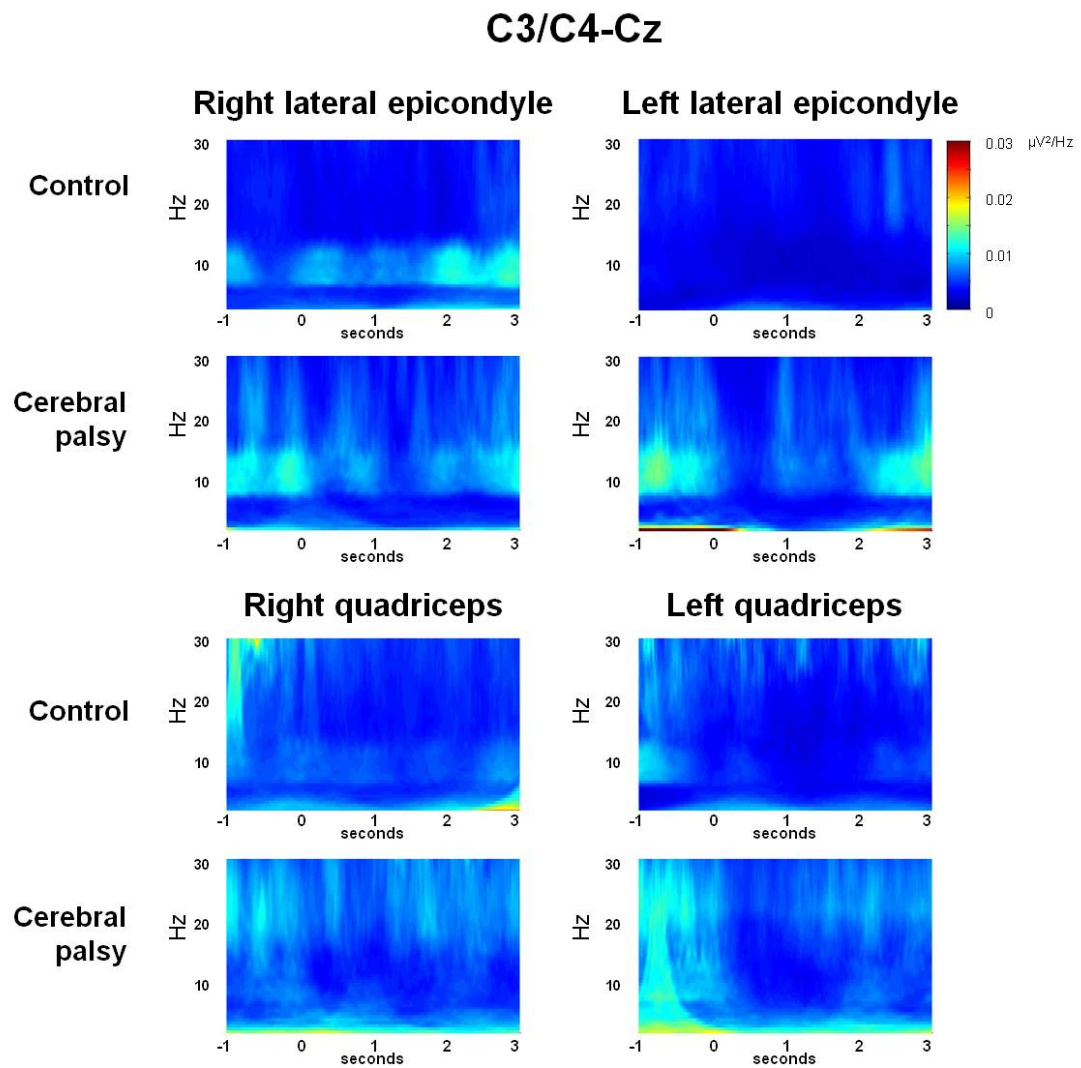 C3/C4-Cz
Right lateral epicondyle
Left lateral epicondyle
Control
Hz
30
20
10
-1 0 1 2 3
seconds
Hz
30
20
10
-1 0 1 2 3
seconds
0.03 µV²/Hz
0.02
0.01
0
Cerebral
palsy
Hz
30
20
10
-1 0 1 2 3
seconds
Hz
30
20
10
-1 0 1 2 3
seconds
Right quadriceps
Left quadriceps
Control
Hz
30
20
10
-1 0 1 2 3
seconds
Hz
30
20
10
-1 0 1 2 3
seconds
Cerebral
palsy
Hz
30
20
10
-1 0 1 2 3
seconds
Hz
30
20
10
-1 0 1 2 3
seconds